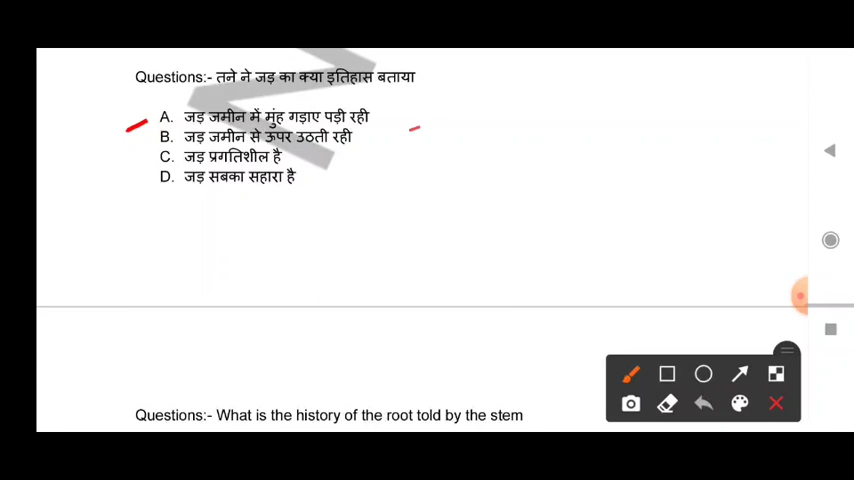 Questions:- तने ने जड़ का क्या इतिहास बताया
A. जड़ जमीन में मुंह गड़ाए पड़ी रही
B. जड़ जमीन से ऊपर उठती रही
C. जड़ प्रगतिशील है
D. जड़ सबका सहारा है
Questions:- What is the history of the root told by the stem